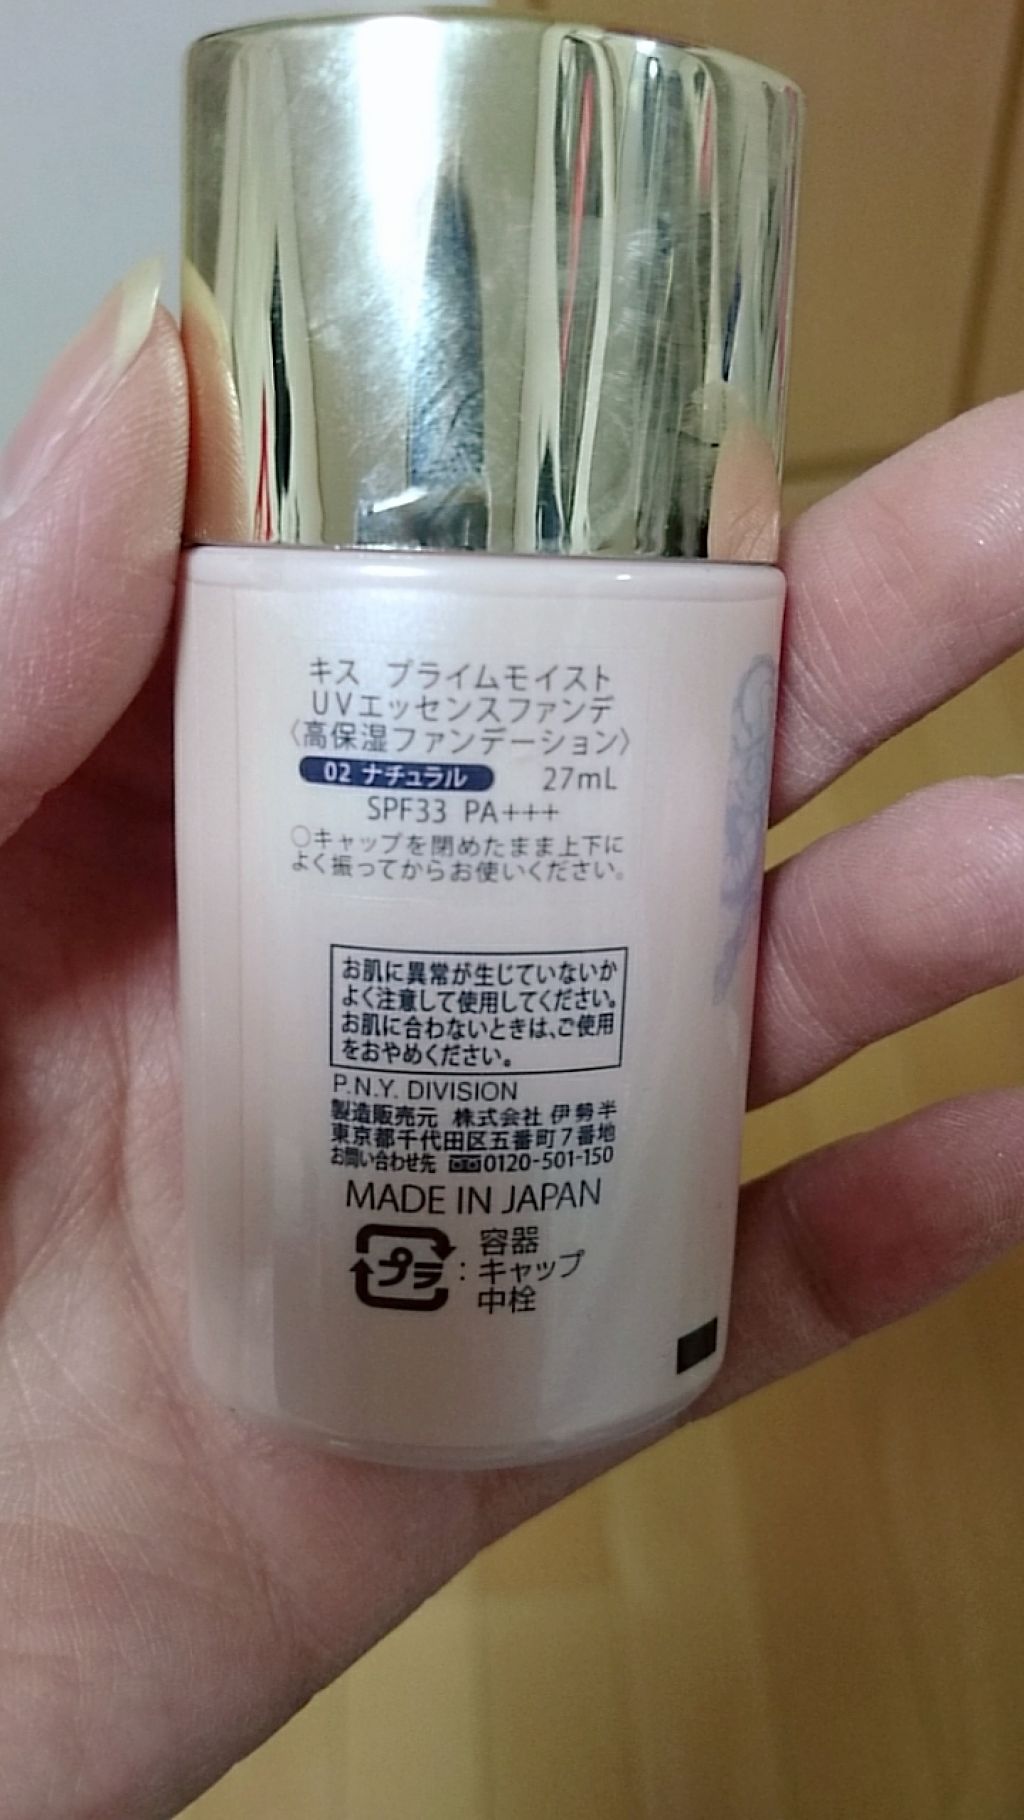 キス プライムモイスト
UVエッセンスファンデ
〈高保湿ファンデーション〉
02 ナチュラル 27mL
SPF33 PA+++
○キャップを閉めたまま上下に
よく振ってからお使いください。
お肌に異常が生じていないか
よく注意して使用してください。
お肌に合わないときは、ご使用
をおやめください。
P.N.Y. DIVISION
製造販売元 株式会社 伊勢半
東京都千代田区五番町7番地
お問い合わせ先 0120-501-150
MADE IN JAPAN
プラ : 容器
キャップ
中栓